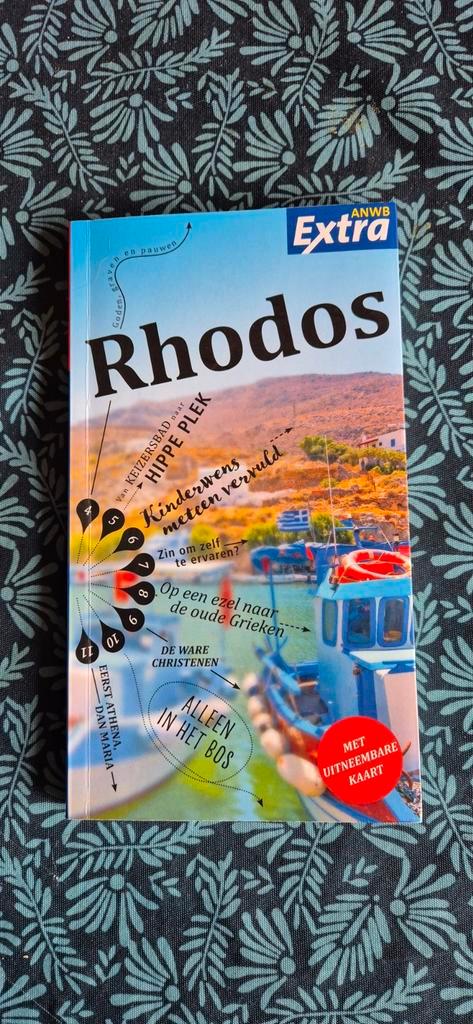 ANWB
Extra
Goden, graven en pauwen
Rhodos
Van KEIZERSBAD naar
HIPPE PLEK
Kinderwens
meteen vervuld
Zin om zelf
te ervaren?
Op een ezel naar
de oude Grieken
DE WARE
CHRISTENEN
ALLEEN
IN HET BOS
EERST ATHENA,
DAN MARIA
4
5
6
7
8
9
10
11
MET
UITNEEMBARE
KAART